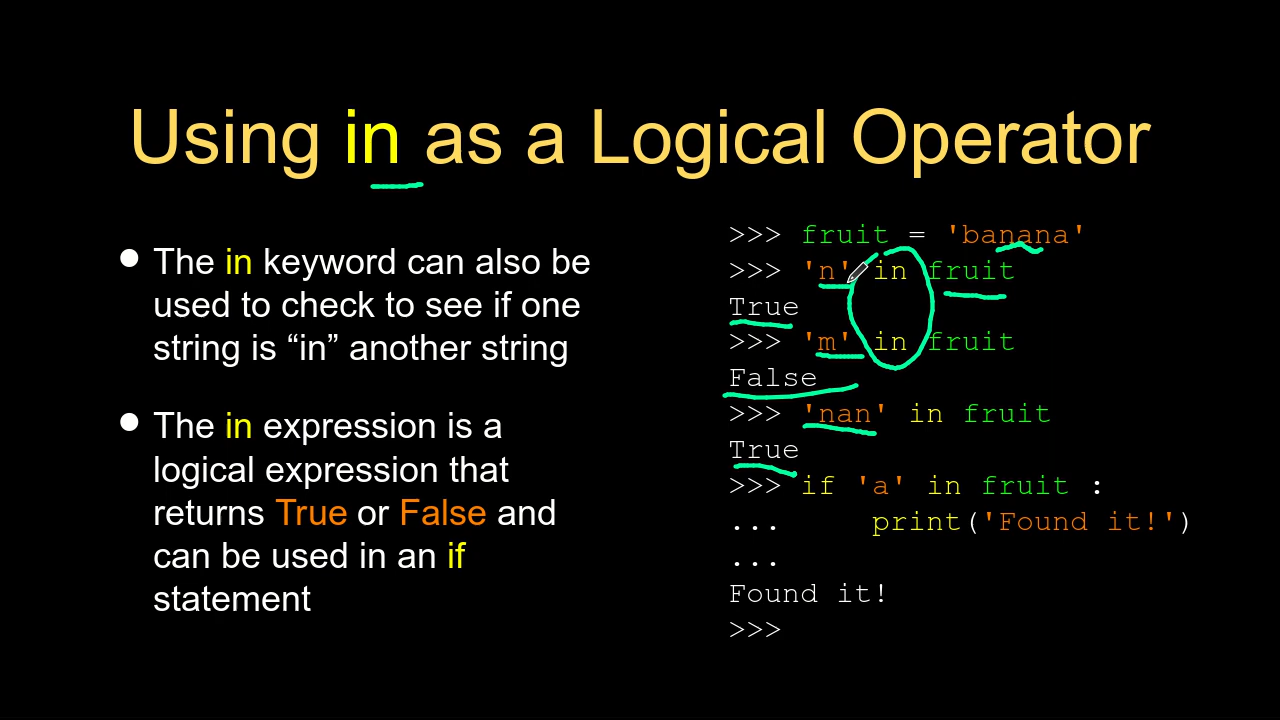 Using in as a Logical Operator
The in keyword can also be
used to check to see if one
string is “in” another string
The in expression is a
logical expression that
returns True or False and
can be used in an if
statement
>>> fruit = 'banana'
>>> 'n' in fruit
True
>>> 'm' in fruit
False
>>> 'nan' in fruit
True
>>> if 'a' in fruit :
...     print('Found it!')
...
Found it!
>>>